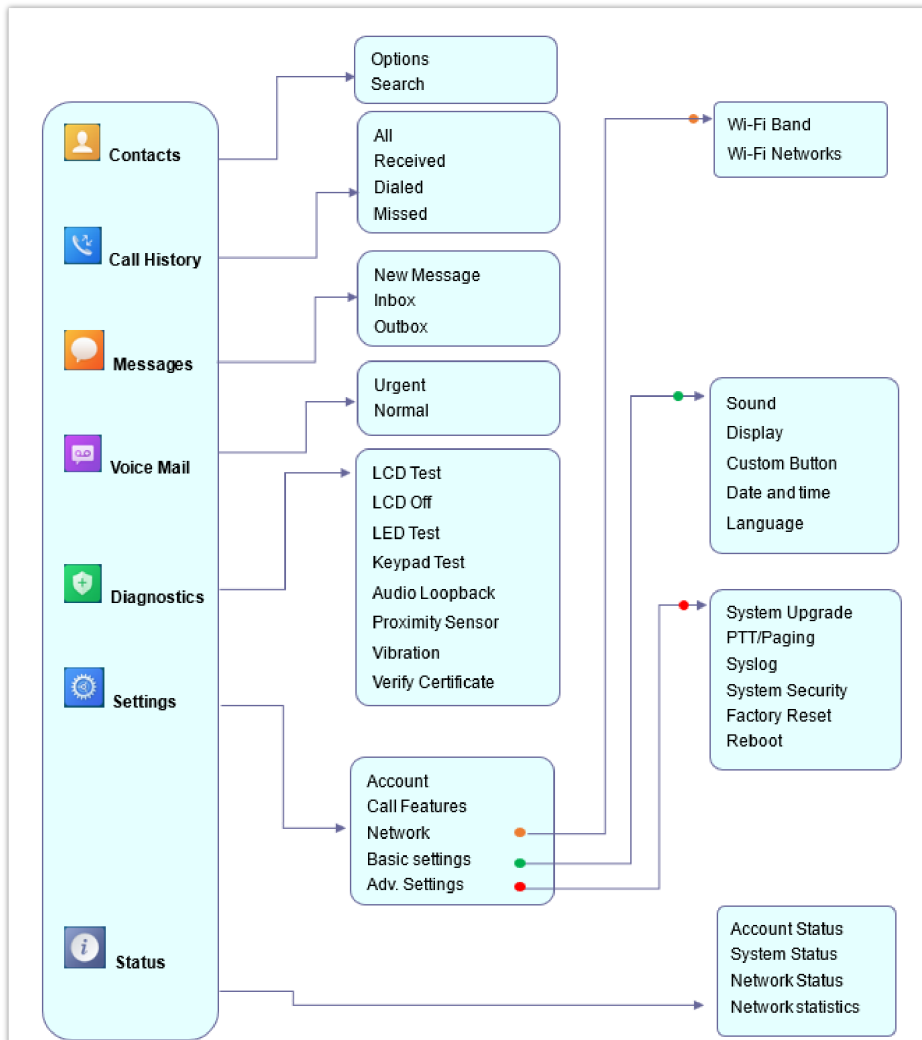 Contacts
Call History
Messages
Voice Mail
Diagnostics
Settings
Status
Options
Search
All
Received
Dialed
Missed
New Message
Inbox
Outbox
Urgent
Normal
LCD Test
LCD Off
LED Test
Keypad Test
Audio Loopback
Proximity Sensor
Vibration
Verify Certificate
Account
Call Features
Network
Basic settings
Adv. Settings
Wi-Fi Band
Wi-Fi Networks
Sound
Display
Custom Button
Date and time
Language
System Upgrade
PTT/Paging
Syslog
System Security
Factory Reset
Reboot
Account Status
System Status
Network Status
Network statistics